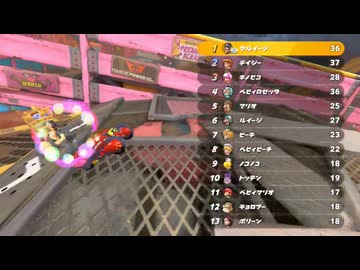 1 ワルイージ 36
2 デイジー 37
3 キノピコ 28
4 ベビィロゼッタ 36
5 マリオ 25
6 ルイージ 27
7 ピーチ 23
8 ベビィピーチ 22
9 ノコノコ 18
10 トッテン 19
11 ベビィマリオ 17
12 チョロプー 18
13 ポリーン 18